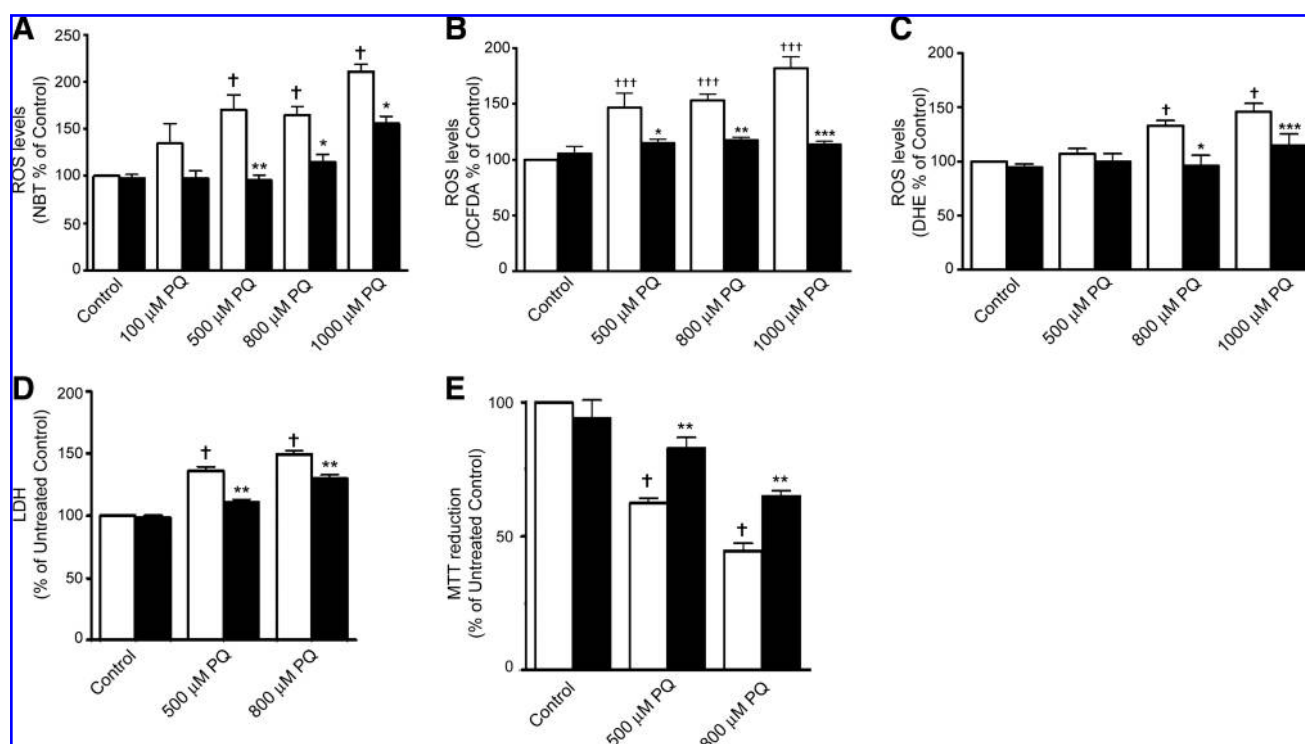 A
ROS levels
(NBT % of Control)
250
200
150
100
50
0
†
†
†
**
*
*
Control
100 µM PQ
500 µM PQ
800 µM PQ
1000 µM PQ
B
ROS levels
(DCFDA % of Control)
200
150
100
50
0
†††
†††
†††
*
**
***
Control
500 µM PQ
800 µM PQ
1000 µM PQ
C
ROS levels
(DHE % of Control)
200
150
100
50
0
†
†
*
***
Control
500 µM PQ
800 µM PQ
1000 µM PQ
D
LDH
(% of Untreated Control)
200
150
100
50
0
†
†
**
**
Control
500 µM PQ
800 µM PQ
E
MTT reduction
(% of Untreated Control)
100
50
0
†
**
†
**
Control
500 µM PQ
800 µM PQ